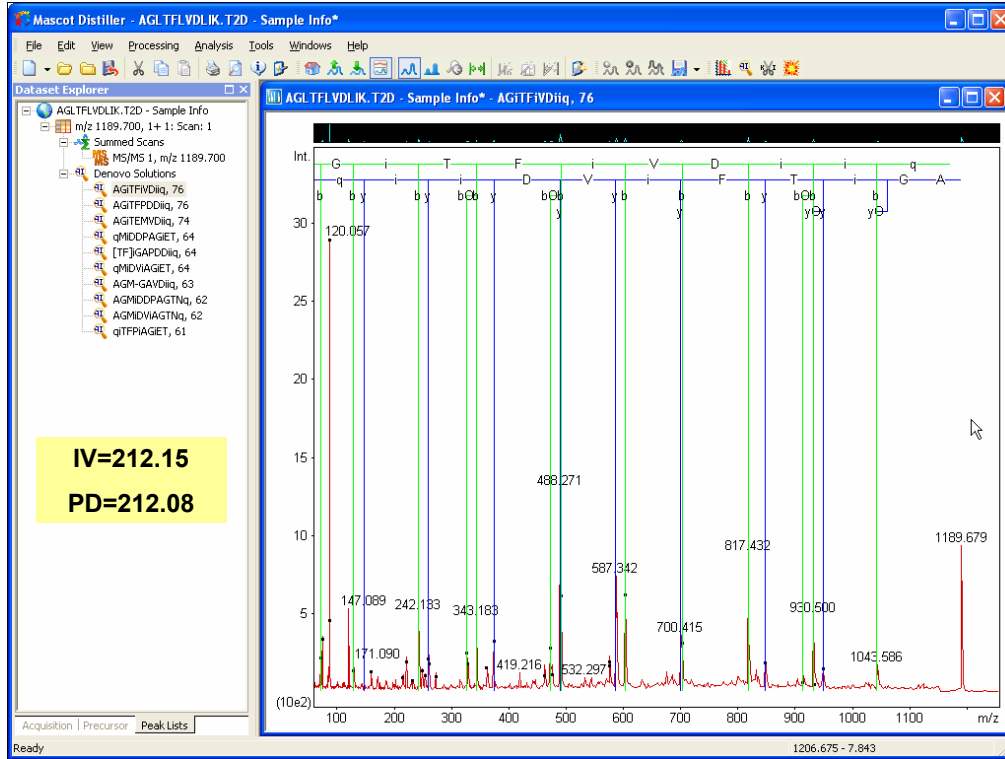 Mascot Distiller - AGLTFLVDLIK.T2D - Sample Info*
File Edit View Processing Analysis Tools Windows Help
Dataset Explorer
AGLTFLVDLIK.T2D - Sample Info
m/z 1189.700, 1+ 1: Scan: 1
Summed Scans
MS/MS 1, m/z 1189.700
Denovo Solutions
AGiTFiVDiiq, 76
AGiTFPDDiiq, 76
AGiTEMVDiiq, 74
qMiDDPAGiET, 64
[TF]iGAPDDiiq, 64
qMiDViAGiET, 64
AGM-GAVDiiq, 63
AGMiDDPAGTNq, 62
AGMiDViAGTNq, 62
qiTFPiAGiET, 61
IV=212.15
PD=212.08
Acquisition Precursor Peak Lists
AGLTFLVDLIK.T2D - Sample Info* - AGiTFiVDiiq, 76
Int.
G i T F i V D i i q
q i i D V i F T i G A
b b y b y b b y b b y y b b y b y b b y b y
30
25
20
15
10
5
(10e2)
120.057
147.089
171.090
242.133
343.183
419.216
488.271
532.297
587.342
700.415
817.432
930.500
1043.586
1189.679
100 200 300 400 500 600 700 800 900 1000 1100 m/z
Ready
1206.675 - 7.843